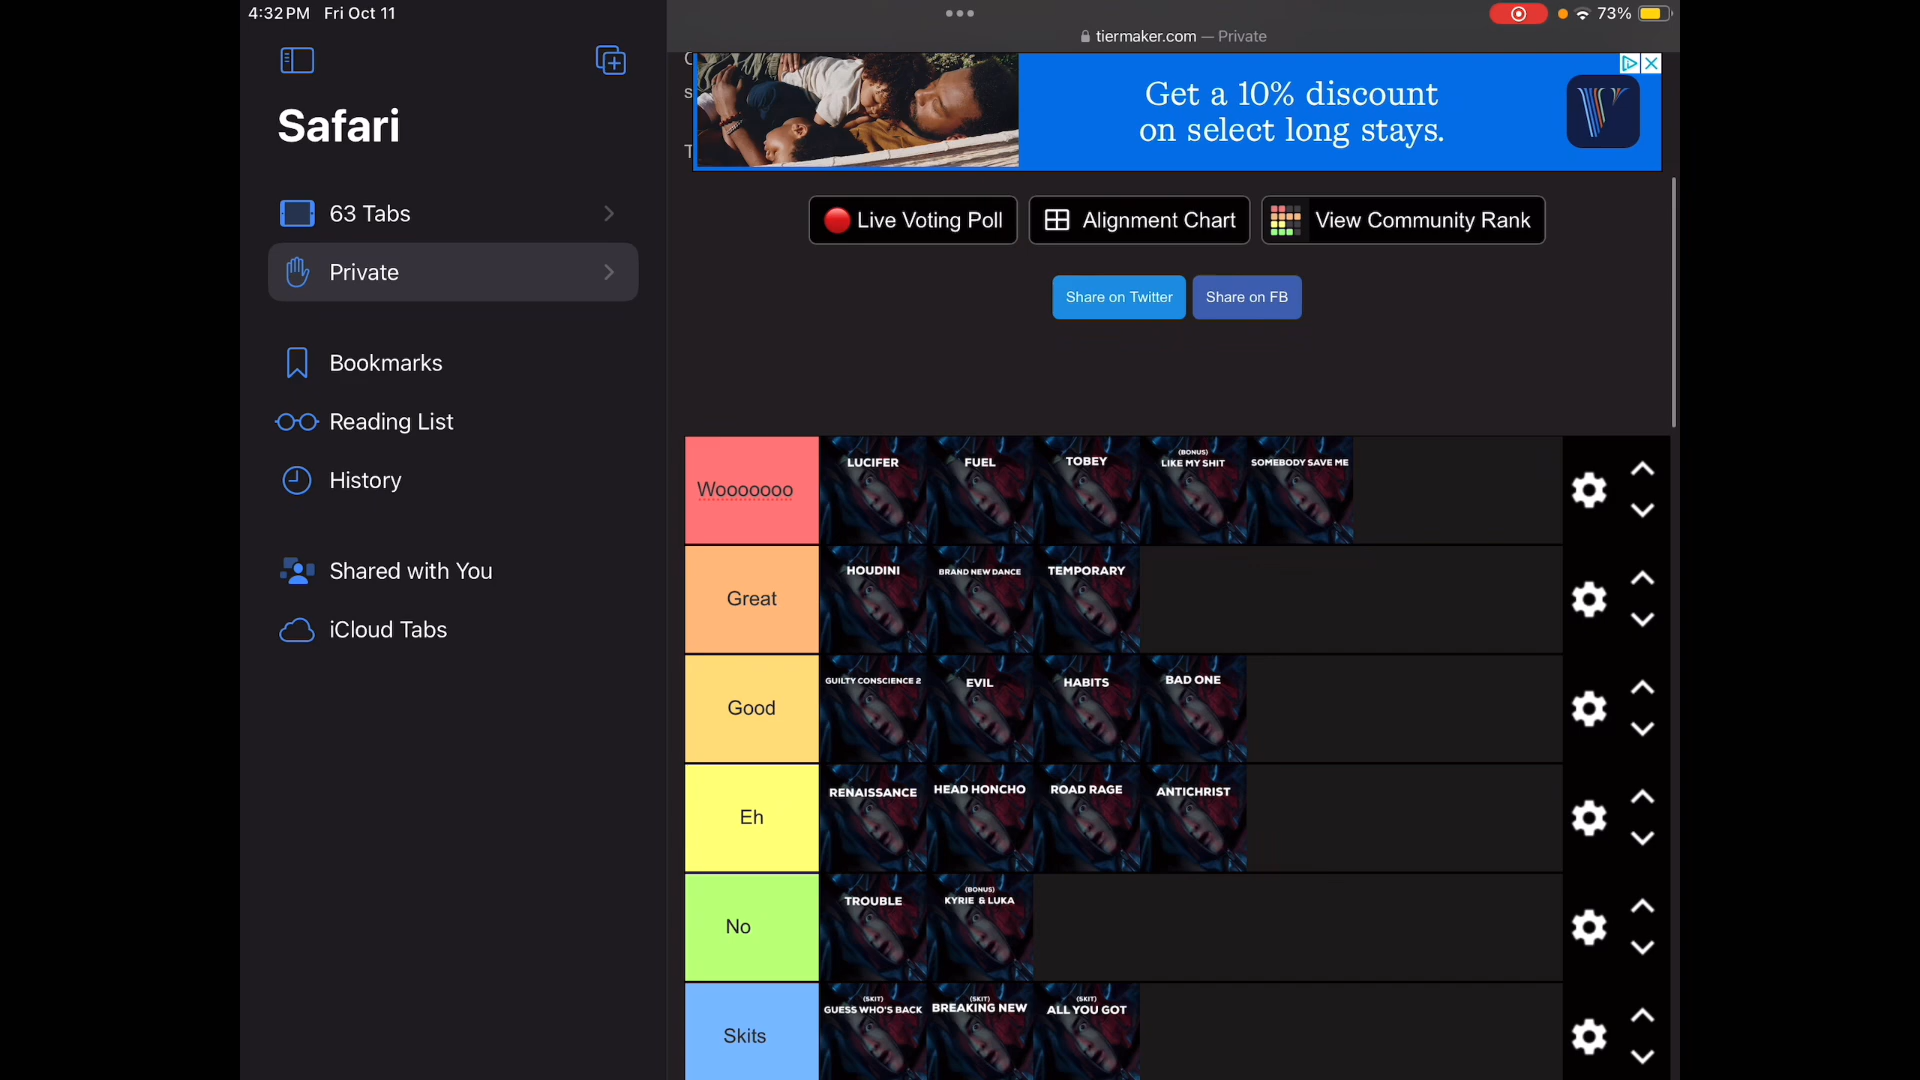 4:32 PM Fri Oct 11
73%
Safari
63 Tabs
Private
Bookmarks
Reading List
History
Shared with You
iCloud Tabs
tiermaker.com — Private
Get a 10% discount
on select long stays.
Live Voting Poll
Alignment Chart
View Community Rank
Share on Twitter
Share on FB
Wooooooo
LUCIFER
FUEL
TOBEY
(BONUS)
LIKE MY SHIT
SOMEBODY SAVE ME
Great
HOUDINI
BRAND NEW DANCE
TEMPORARY
Good
GUILTY CONSCIENCE 2
EVIL
HABITS
BAD ONE
Eh
RENAISSANCE
HEAD HONCHO
ROAD RAGE
ANTICHRIST
No
TROUBLE
(BONUS)
KYRIE & LUKA
Skits
(SKIT)
GUESS WHO'S BACK
(SKIT)
BREAKING NEW
(SKIT)
ALL YOU GOT